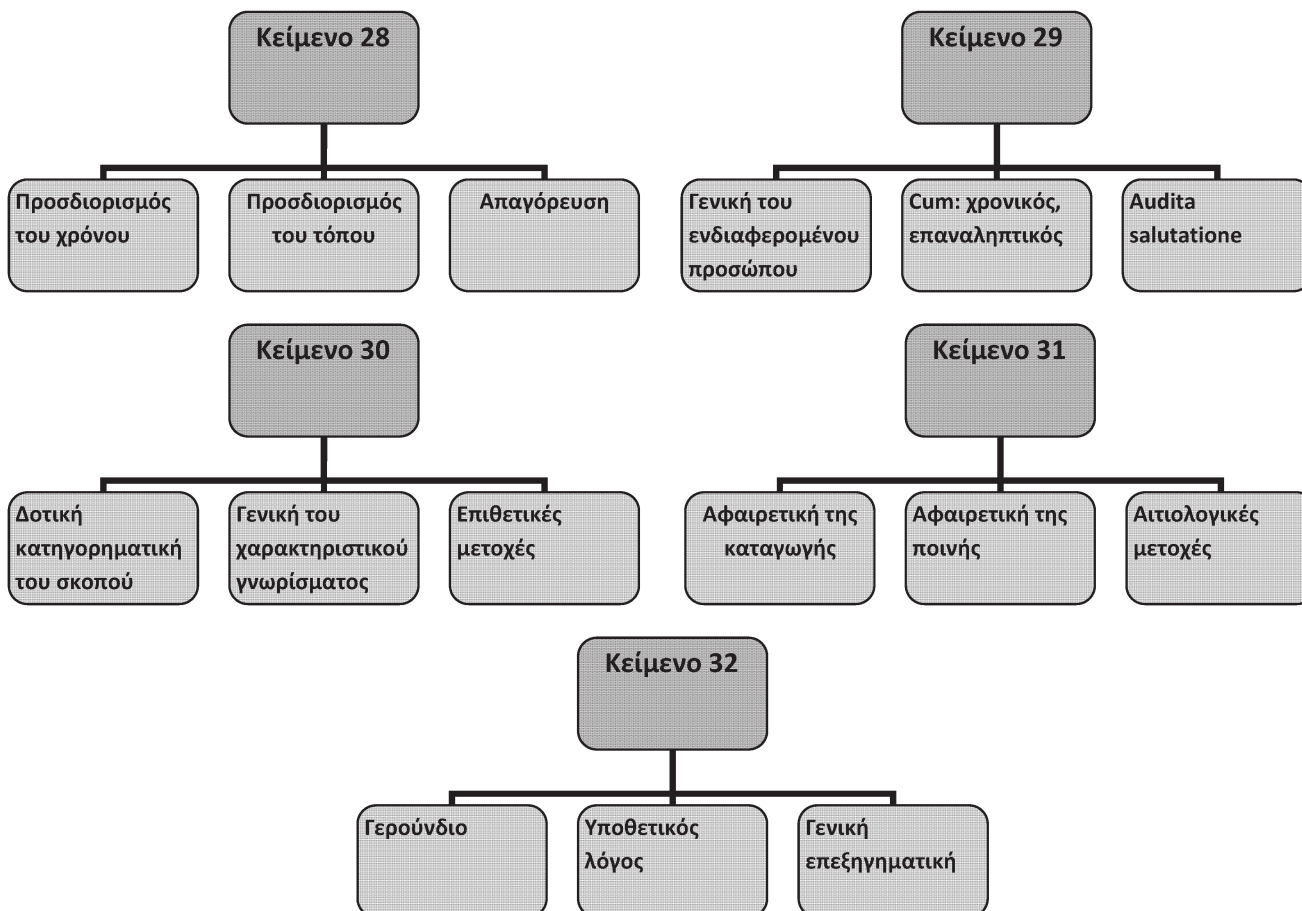 Κείμενο 28
Προσδιορισμός
του χρόνου
Προσδιορισμός
του τόπου
Απαγόρευση
Κείμενο 29
Γενική του
ενδιαφερομένου
προσώπου
Cum: χρονικός,
επαναληπτικός
Audita
salutatione
Κείμενο 30
Δοτική
κατηγορηματική
του σκοπού
Γενική του
χαρακτηριστικού
γνωρίσματος
Επιθετικές
μετοχές
Κείμενο 31
Αφαιρετική της
καταγωγής
Αφαιρετική της
ποινής
Αιτιολογικές
μετοχές
Κείμενο 32
Γερούνδιο
Υποθετικός
λόγος
Γενική
επεξηγηματική